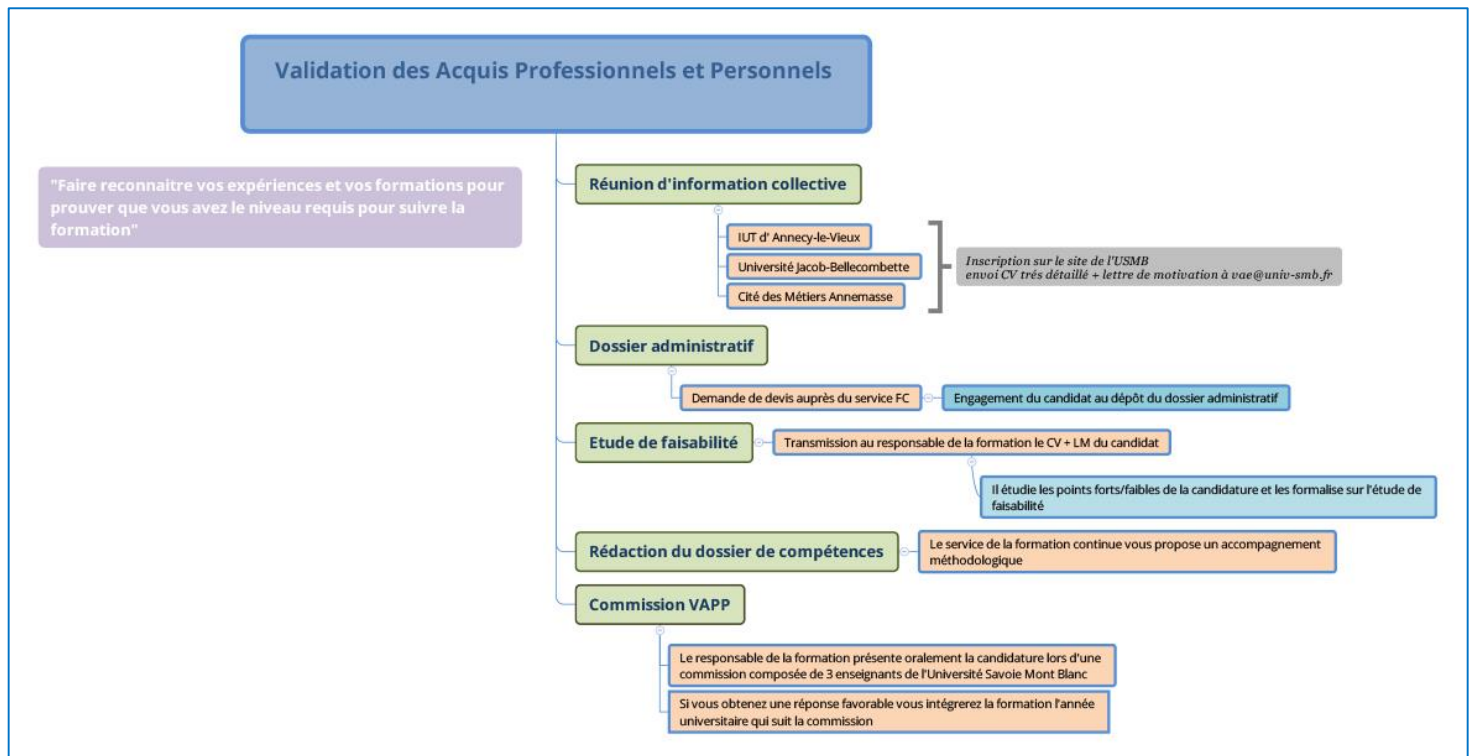 Validation des Acquis Professionnels et Personnels
"Faire reconnaitre vos expériences et vos formations pour
prouver que vous avez le niveau requis pour suivre la
formation"
Réunion d'information collective
IUT d' Annecy-le-Vieux
Université Jacob-Bellecombette
Cité des Métiers Annemasse
Inscription sur le site de l'USMB
envoi CV trés détaillé + lettre de motivation à vae@univ-smb.fr
Dossier administratif
Demande de devis auprès du service FC
Engagement du candidat au dépôt du dossier administratif
Etude de faisabilité
Transmission au responsable de la formation le CV + LM du candidat
Il étudie les points forts/faibles de la candidature et les formalise sur l'étude de
faisabilité
Rédaction du dossier de compétences
Le service de la formation continue vous propose un accompagnement
méthodologique
Commission VAPP
Le responsable de la formation présente oralement la candidature lors d'une
commission composée de 3 enseignants de l'Université Savoie Mont Blanc
Si vous obtenez une réponse favorable vous intégrerez la formation l'année
universitaire qui suit la commission